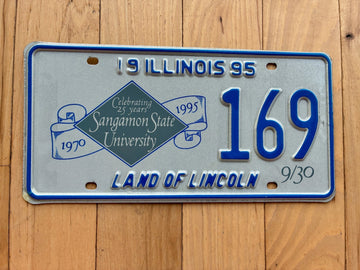 19 ILLINOIS 95
Celebrating
25 years
Sangamon State
University
1970
1995
169
9/30
LAND OF LINCOLN